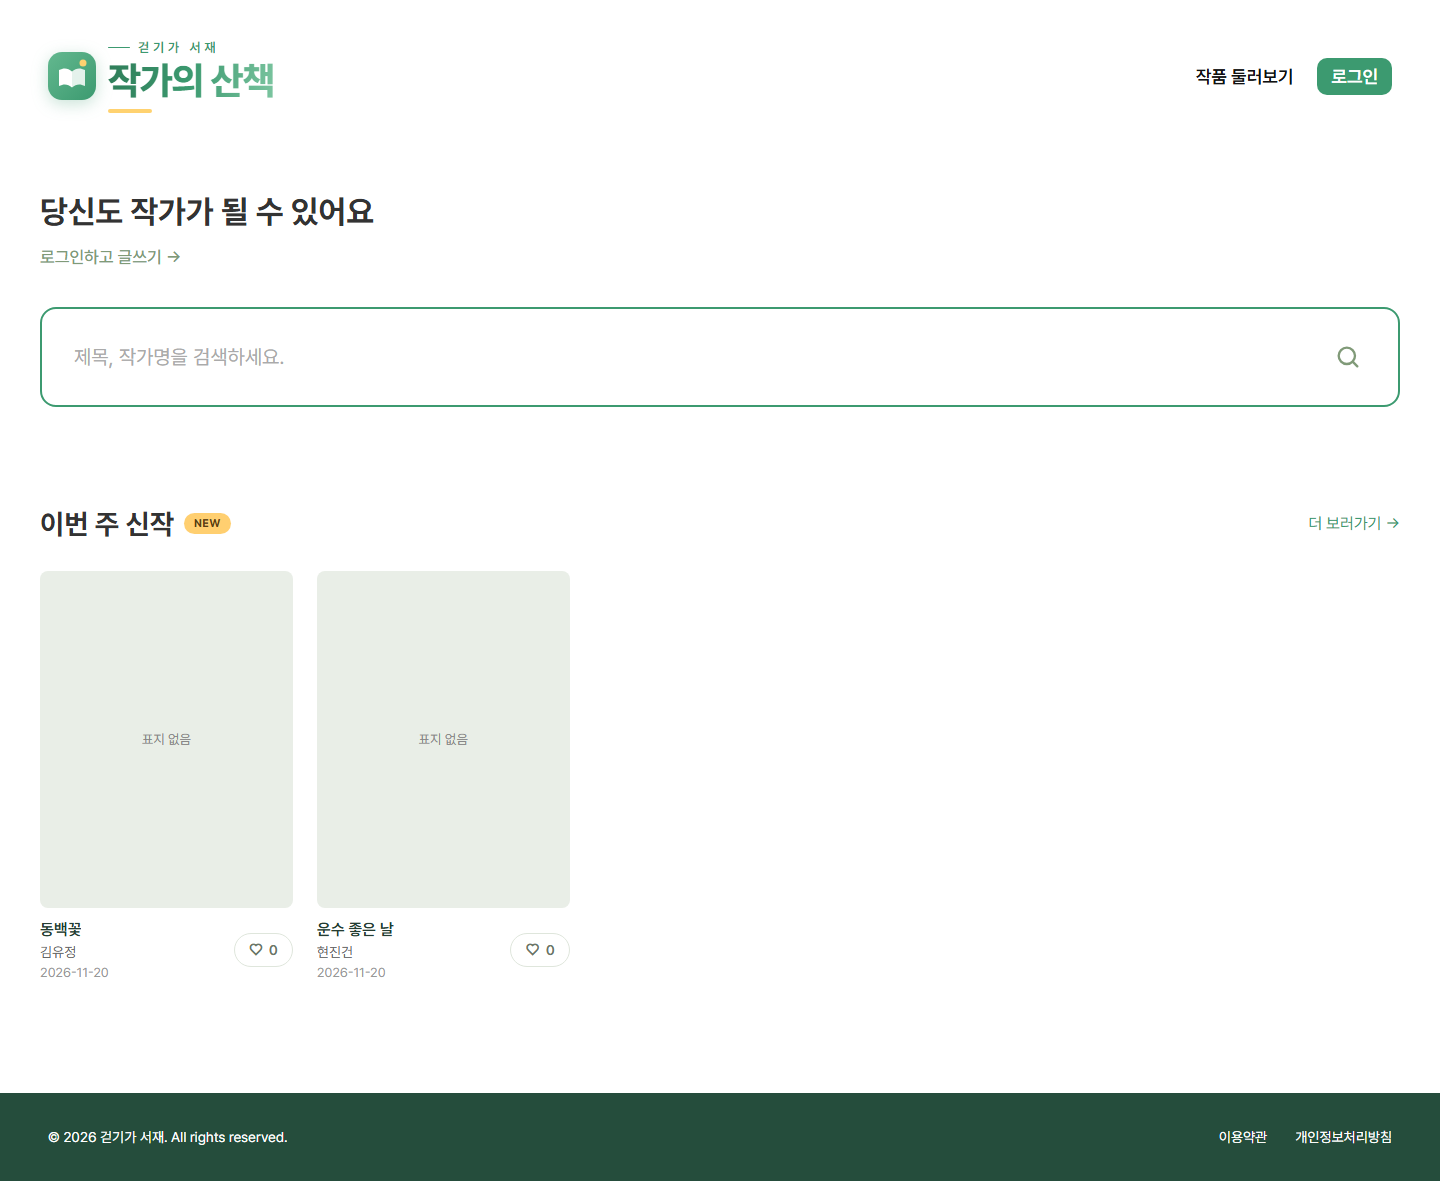 걷기가 서재
작가의 산책
작품 둘러보기
로그인
당신도 작가가 될 수 있어요
로그인하고 글쓰기 →
제목, 작가명을 검색하세요.
이번 주 신작 NEW
더 보러가기 →
표지 없음
표지 없음
동백꽃
김유정
2026-11-20
0
운수 좋은 날
현진건
2026-11-20
0
© 2026 걷기가 서재. All rights reserved.
이용약관
개인정보처리방침